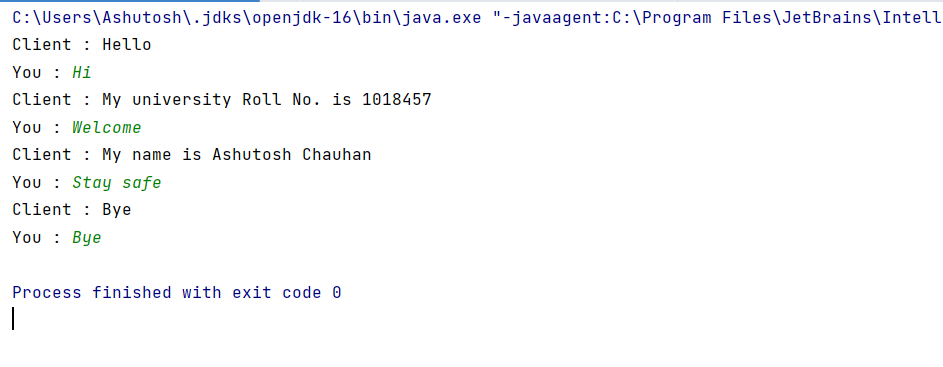 C:\Users\Ashutosh\.jdks\openjdk-16\bin\java.exe "-javaagent:C:\Program Files\JetBrains\Intell
Client : Hello
You : Hi
Client : My university Roll No. is 1018457
You : Welcome
Client : My name is Ashutosh Chauhan
You : Stay safe
Client : Bye
You : Bye
Process finished with exit code 0